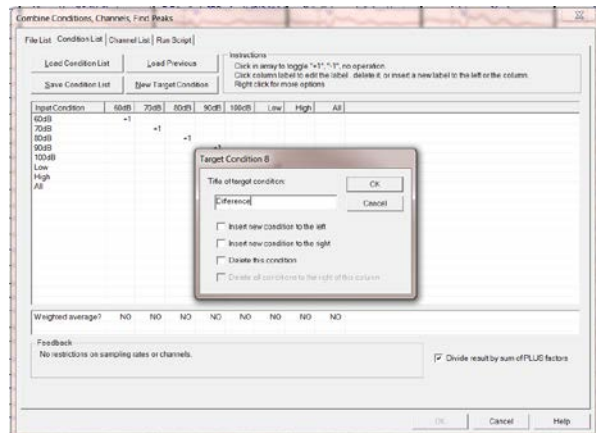 Combine Conditions, Channels, Find Peaks
File List Condition List Channel List Run Script
Load Condition List Load Previous
Save Condition List New Target Condition
Instructions
Click in array to toggle "+1", "-1", no operation.
Click column label to edit the label, delete it, or insert a new label to the left or the column.
Right click for more options
Input Condition 60dB 70dB 80dB 90dB 100dB Low High All
60dB +1
70dB +1
80dB +1
90dB +1
100dB
Low
High
All
Target Condition 8
Title of target condition:
Difference
OK
Cancel
Insert new condition to the left
Insert new condition to the right
Delete this condition
Delete all conditions to the right of this column
Weighted average? NO NO NO NO NO NO NO NO
Feedback
No restrictions on sampling rates or channels.
Divide result by sum of PLUS factors
OK Cancel Help